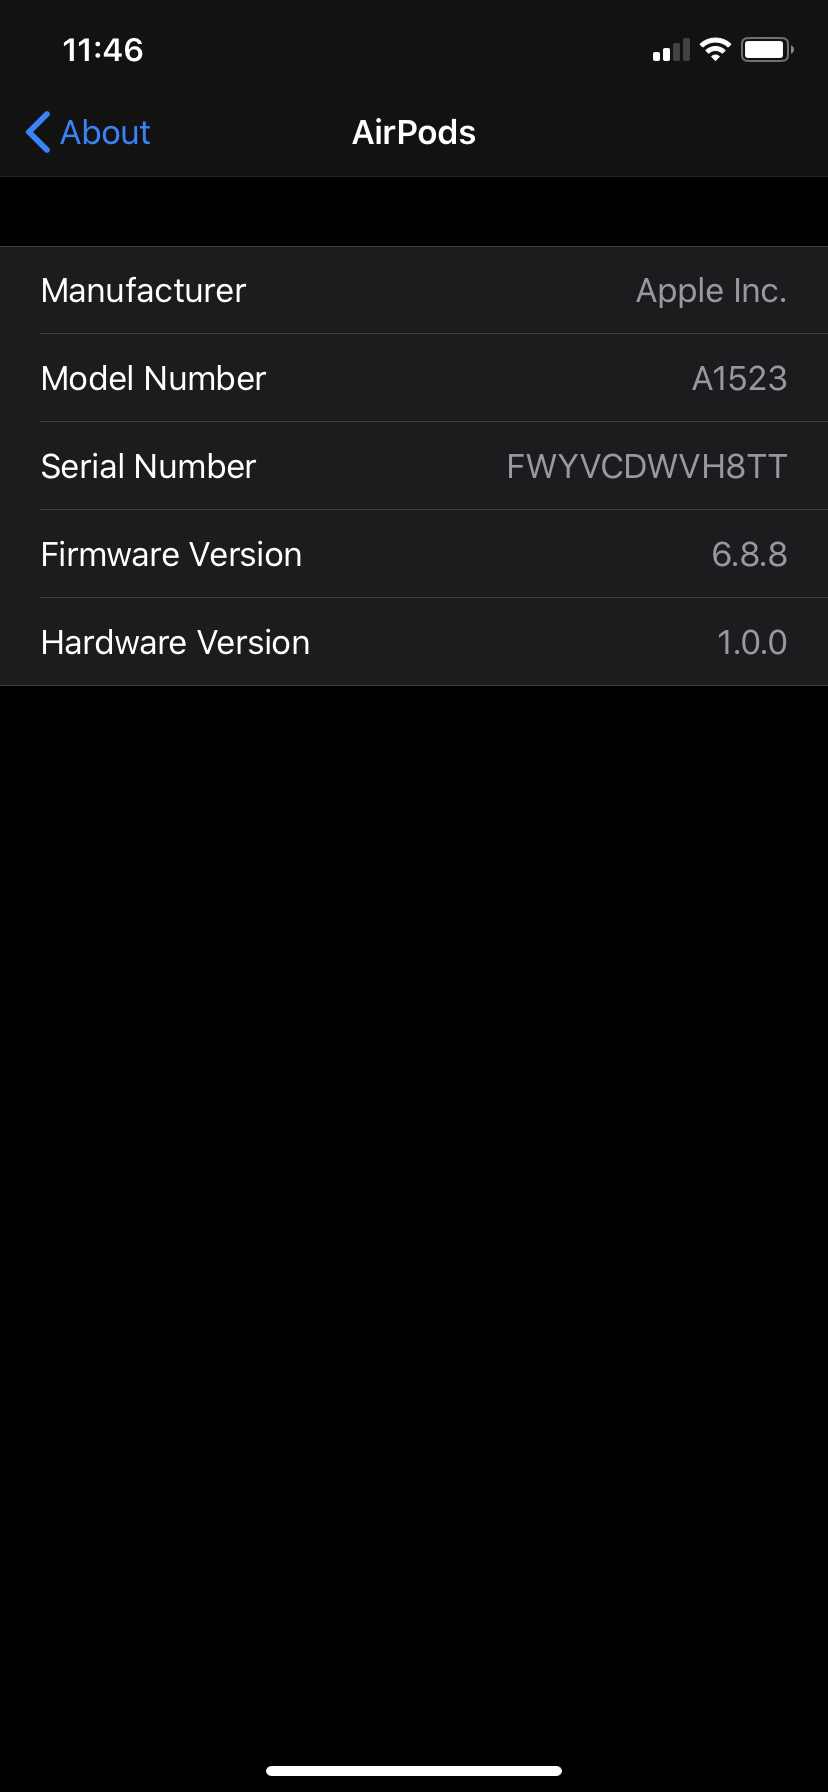 11:46
About
AirPods
Manufacturer Apple Inc.
Model Number A1523
Serial Number FWYVCDWVH8TT
Firmware Version 6.8.8
Hardware Version 1.0.0